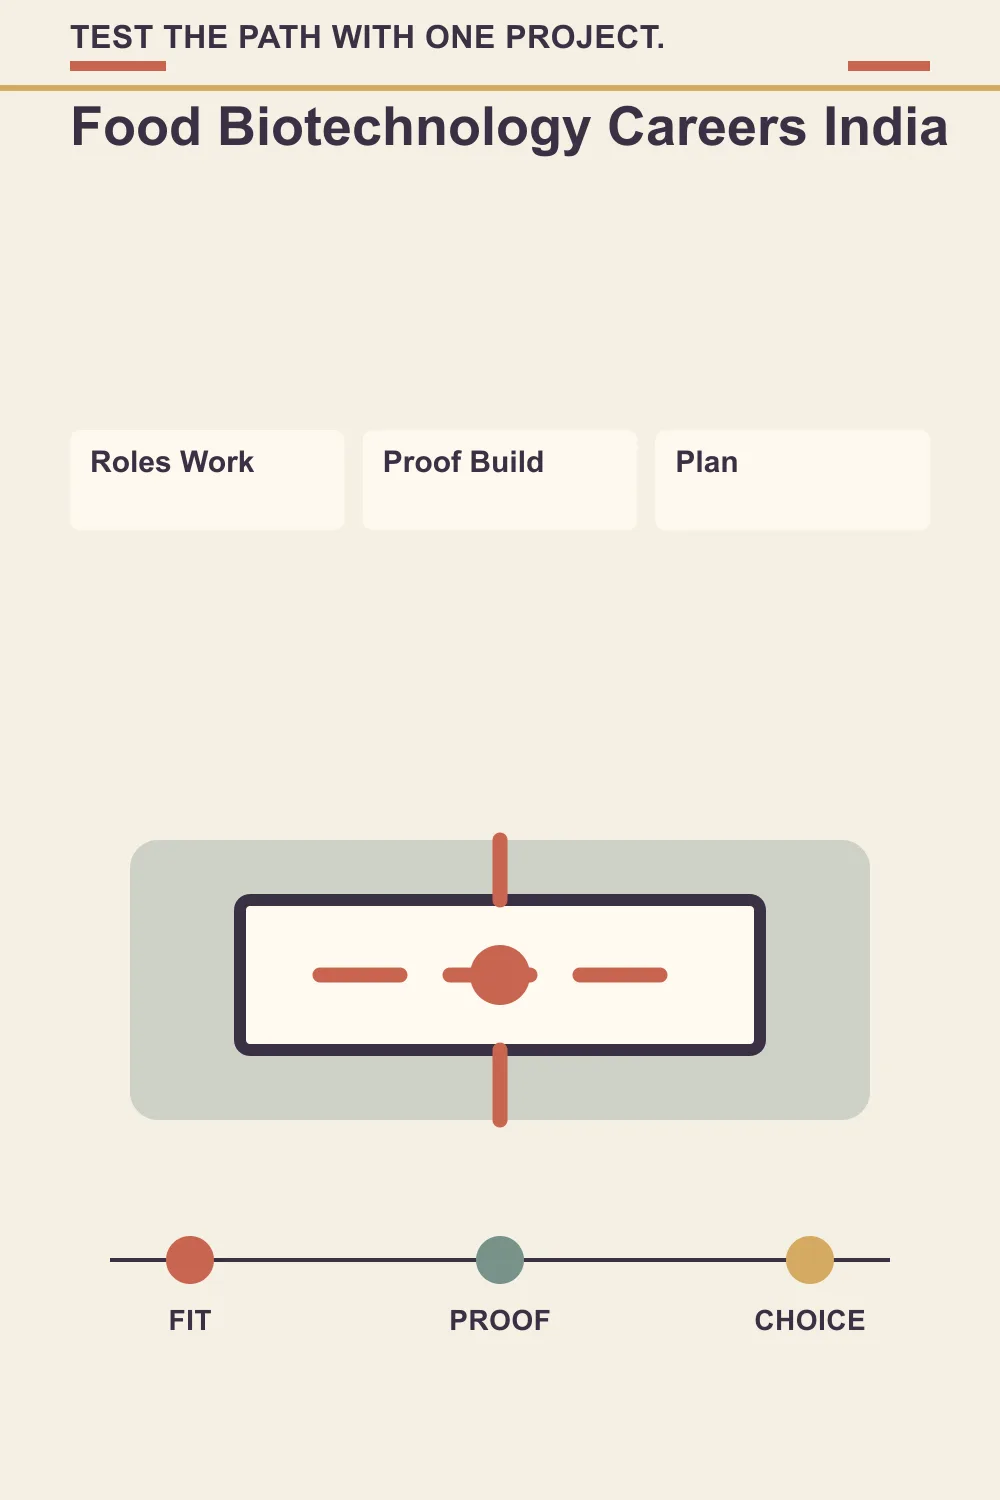 TEST THE PATH WITH ONE PROJECT.
Food Biotechnology Careers India
Roles Work
Proof Build
Plan
FIT
PROOF
CHOICE